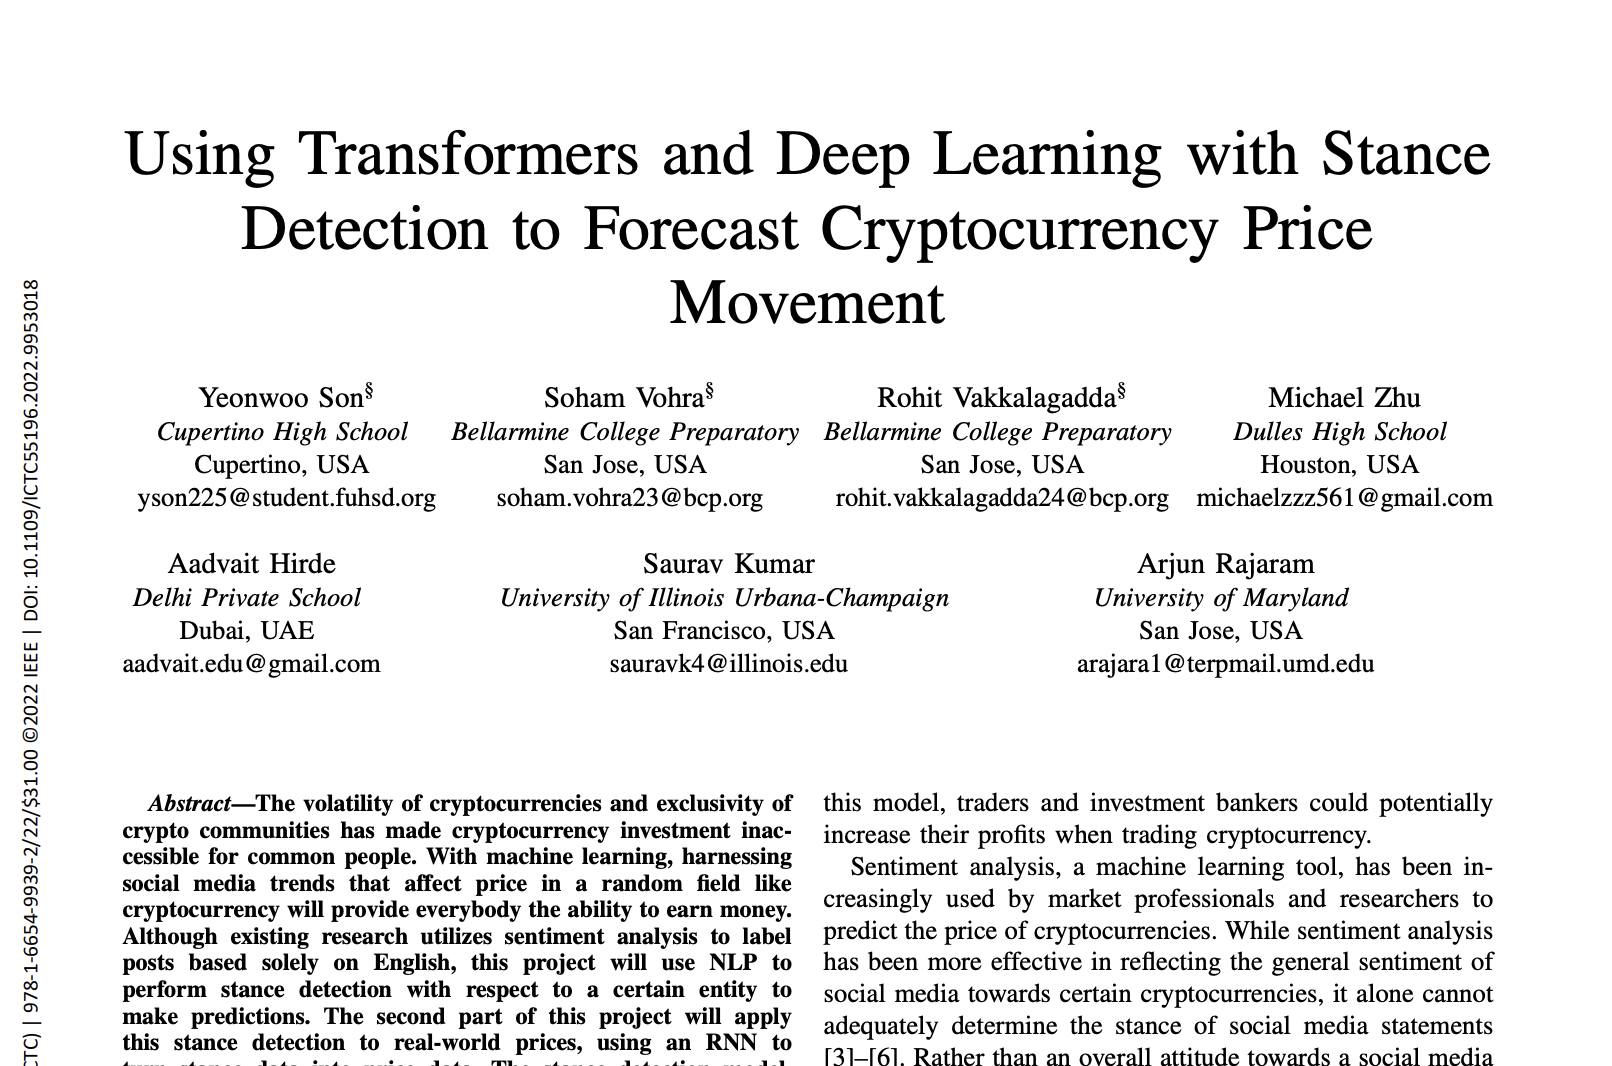 Using Transformers and Deep Learning with Stance
Detection to Forecast Cryptocurrency Price
Movement
Yeonwoo Son§
Cupertino High School
Cupertino, USA
yson225@student.fuhsd.org
Soham Vohra§
Bellarmine College Preparatory
San Jose, USA
soham.vohra23@bcp.org
Rohit Vakkalagadda§
Bellarmine College Preparatory
San Jose, USA
rohit.vakkalagadda24@bcp.org
Michael Zhu
Dulles High School
Houston, USA
michaelzzz561@gmail.com
Aadvait Hirde
Delhi Private School
Dubai, UAE
aadvait.edu@gmail.com
Saurav Kumar
University of Illinois Urbana-Champaign
San Francisco, USA
sauravk4@illinois.edu
Arjun Rajaram
University of Maryland
San Jose, USA
arajara1@terpmail.umd.edu
Abstract—The volatility of cryptocurrencies and exclusivity of
crypto communities has made cryptocurrency investment inac-
cessible for common people. With machine learning, harnessing
social media trends that affect price in a random field like
cryptocurrency will provide everybody the ability to earn money.
Although existing research utilizes sentiment analysis to label
posts based solely on English, this project will use NLP to
perform stance detection with respect to a certain entity to
make predictions. The second part of this project will apply
this stance detection to real-world prices, using an RNN to
turn stance data into price data. The stance detection model,
this model, traders and investment bankers could potentially
increase their profits when trading cryptocurrency.
Sentiment analysis, a machine learning tool, has been in-
creasingly used by market professionals and researchers to
predict the price of cryptocurrencies. While sentiment analysis
has been more effective in reflecting the general sentiment of
social media towards certain cryptocurrencies, it alone cannot
adequately determine the stance of social media statements
[3]–[6]. Rather than an overall attitude towards a social media
CTC) | 978-1-6654-9939-2/22/$31.00 ©2022 IEEE | DOI: 10.1109/ICTC55196.2022.9953018